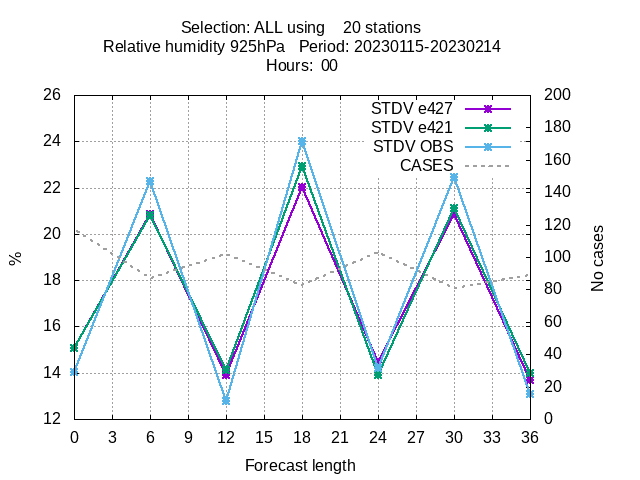 Selection: ALL using    20 stations
Relative humidity 925hPa   Period: 20230115-20230214
Hours:  00
26
24
22
20
18
16
14
12
200
180
160
140
120
100
80
60
40
20
0
STDV e427
STDV e421
STDV OBS
CASES
%
No cases
0 3 6 9 12 15 18 21 24 27 30 33 36
Forecast length